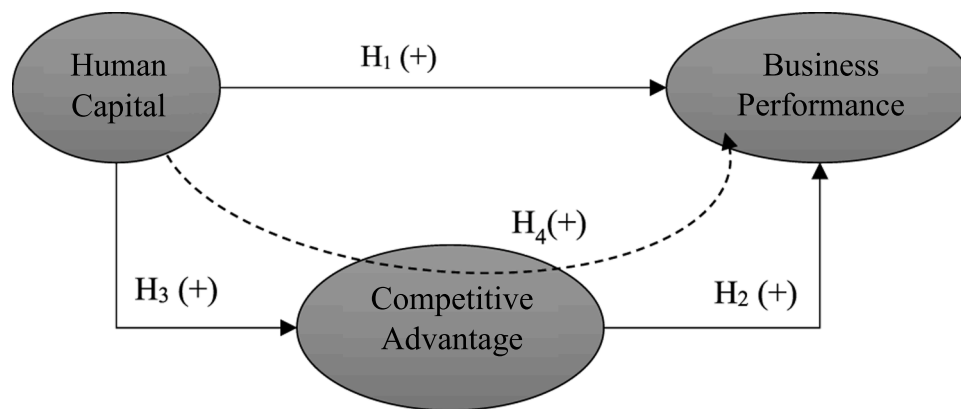 Human
Capital
H₁ (+)
Business
Performance
H₄(+)
H₃ (+)
Competitive
Advantage
H₂ (+)